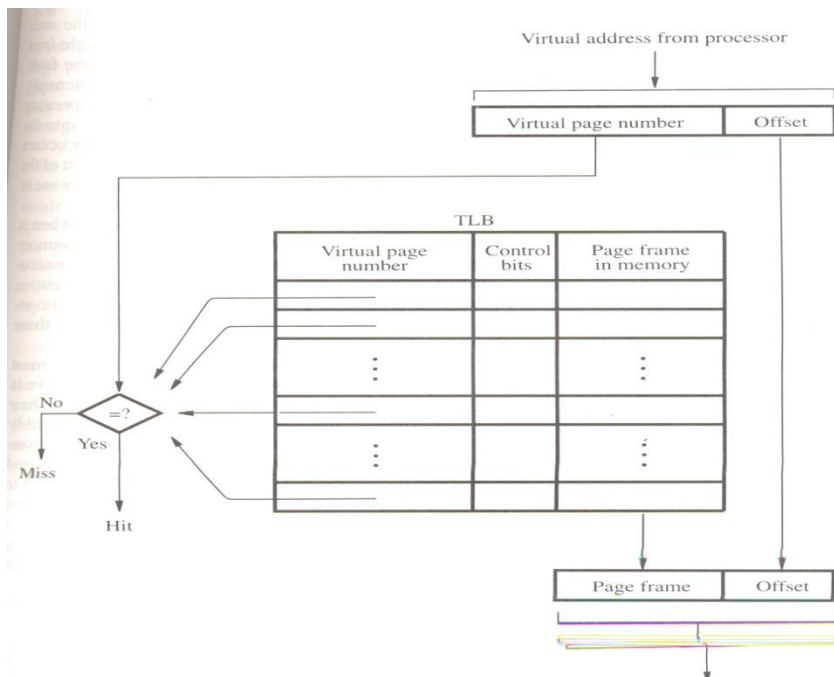 Virtual address from processor
Virtual page number Offset
TLB
Virtual page number Control bits Page frame in memory
No
=?
Yes
Miss
Hit
Page frame Offset